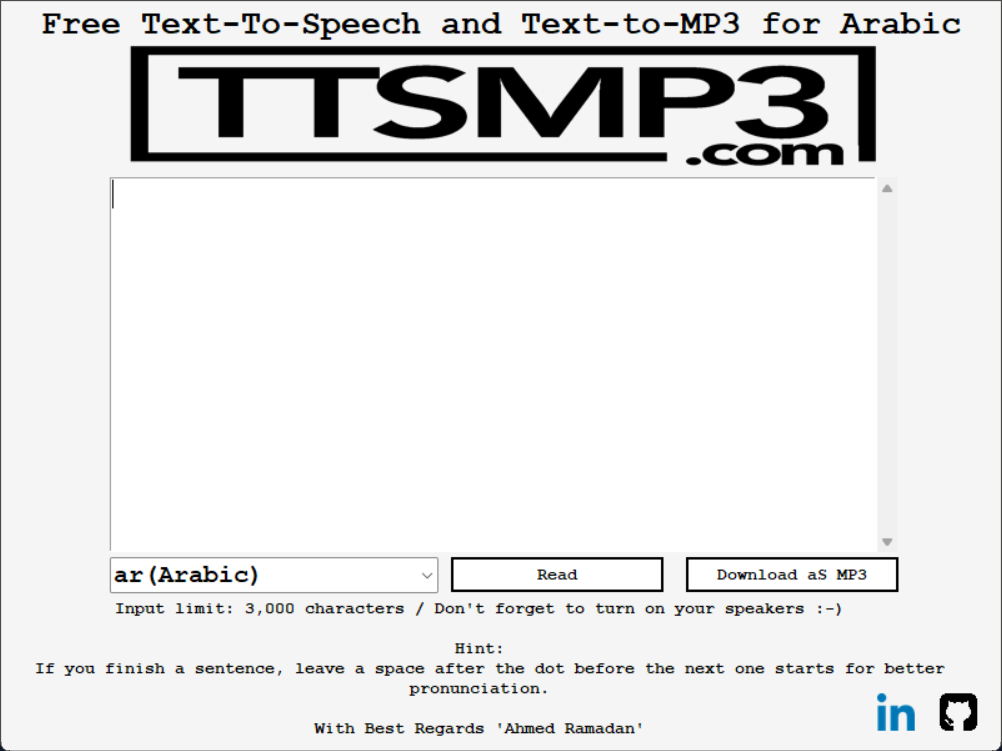 Free Text-To-Speech and Text-to-MP3 for Arabic
TTSMP3
.com
ar(Arabic)
Read
Download aS MP3
Input limit: 3,000 characters / Don't forget to turn on your speakers :-)
Hint:
If you finish a sentence, leave a space after the dot before the next one starts for better
pronunciation.
in
With Best Regards 'Ahmed Ramadan'